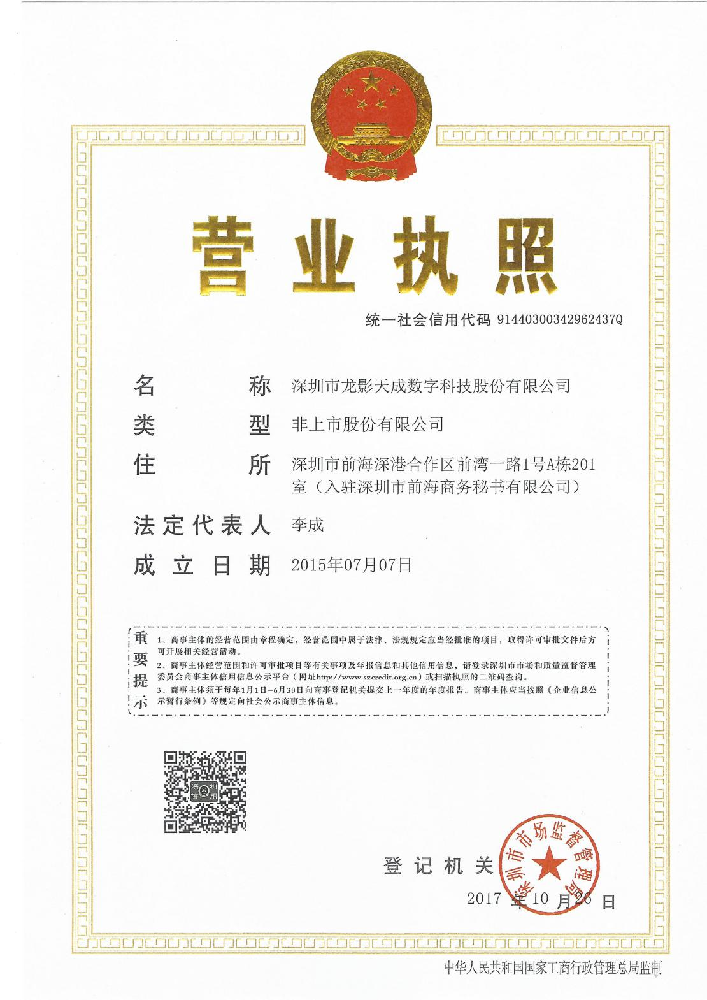 营业执照
统一社会信用代码 91440300342962437Q
名称 深圳市龙影天成数字科技股份有限公司
类型 非上市股份有限公司
住所 深圳市前海深港合作区前湾一路1号A栋201
室（入驻深圳市前海商务秘书有限公司）
法定代表人 李成
成立日期 2015年07月07日
重要提示
1、商事主体的经营范围由章程确定。经营范围中属于法律、法规规定应当经批准的项目，取得许可审批文件后方
可开展相关经营活动。
2、商事主体经营范围和许可审批项目等有关事项及年报信息和其他信用信息，请登录深圳市市场和质量监督管理
委员会商事主体信用信息公示平台（网址http://www.szcredit.org.cn）或扫描执照的二维码查询。
3、商事主体须于每年1月1日-6月30日向商事登记机关提交上一年度的年度报告。商事主体应当按照《企业信息公
示暂行条例》等规定向社会公示商事主体信息。
深圳
信用
登记机关
深圳市市场监督管理局
2017 年 10 月 26 日
中华人民共和国国家工商行政管理总局监制